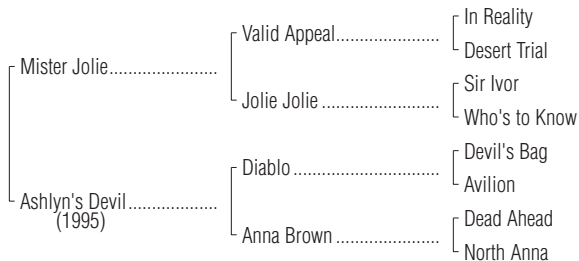 In Reality
Valid Appeal
Desert Trial
Mister Jolie
Sir Ivor
Jolie Jolie
Who's to Know
Devil's Bag
Diablo
Avilion
Ashlyn's Devil
(1995)
Dead Ahead
Anna Brown
North Anna